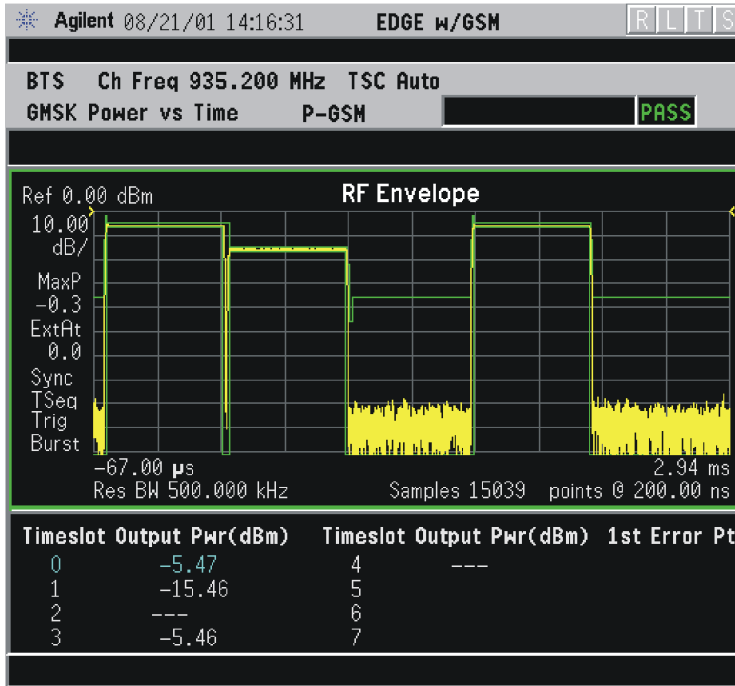 Agilent 08/21/01 14:16:31 EDGE w/GSM R L T S
BTS Ch Freq 935.200 MHz TSC Auto
GMSK Power vs Time P-GSM PASS
Ref 0.00 dBm RF Envelope
10.00
dB/
MaxP
-0.3
ExtAt
0.0
Sync
TSeq
Trig
Burst
-67.00 µs 2.94 ms
Res BW 500.000 kHz Samples 15039 points @ 200.00 ns
Timeslot Output Pwr(dBm) Timeslot Output Pwr(dBm) 1st Error Pt
0 -5.47 4 ---
1 -15.46 5
2 --- 6
3 -5.46 7